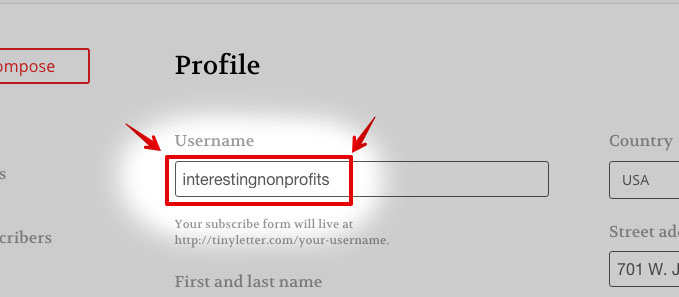 ompose
Profile
Username
Country
interestingnonprofits
USA
s
Your subscribe form will live at
http://tinyletter.com/your-username.
Street ad
cribers
First and last name
701 W. J